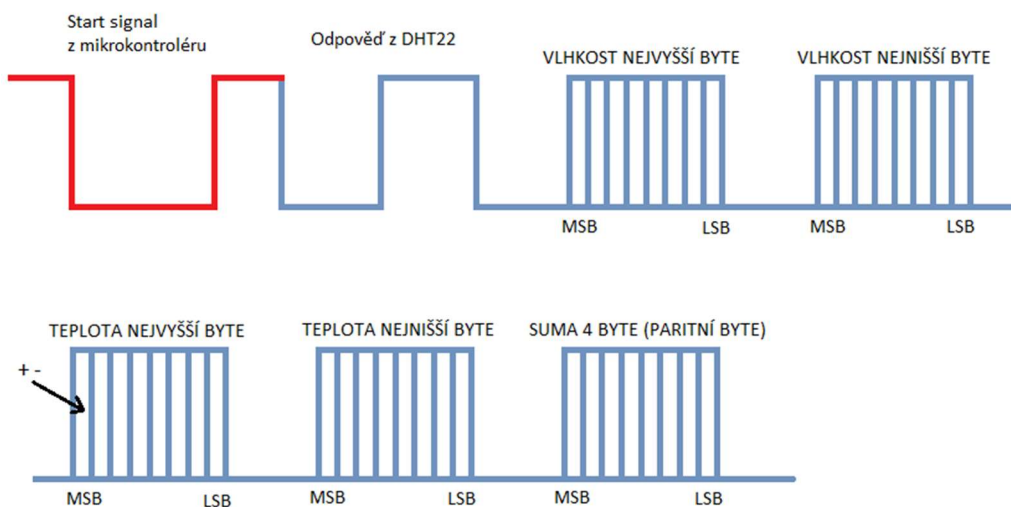 Start signal
z mikrokontroléru
Odpověď z DHT22
VLHKOST NEJVYŠŠÍ BYTE
VLHKOST NEJNIŠŠÍ BYTE
MSB
LSB
MSB
LSB
TEPLOTA NEJVYŠŠÍ BYTE
TEPLOTA NEJNIŠŠÍ BYTE
SUMA 4 BYTE (PARITNÍ BYTE)
+ -
MSB
LSB
MSB
LSB
MSB
LSB